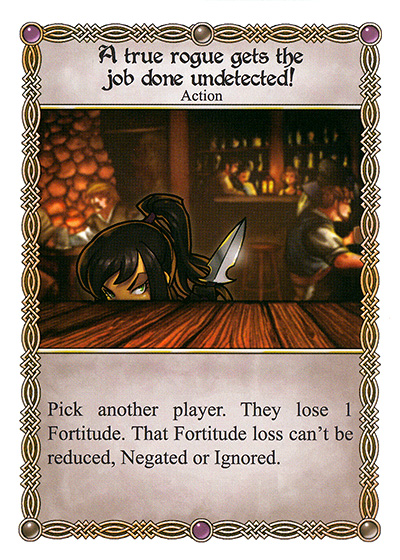 A true rogue gets the
job done undetected!
Action
Pick another player. They lose 1
Fortitude. That Fortitude loss can't be
reduced, Negated or Ignored.